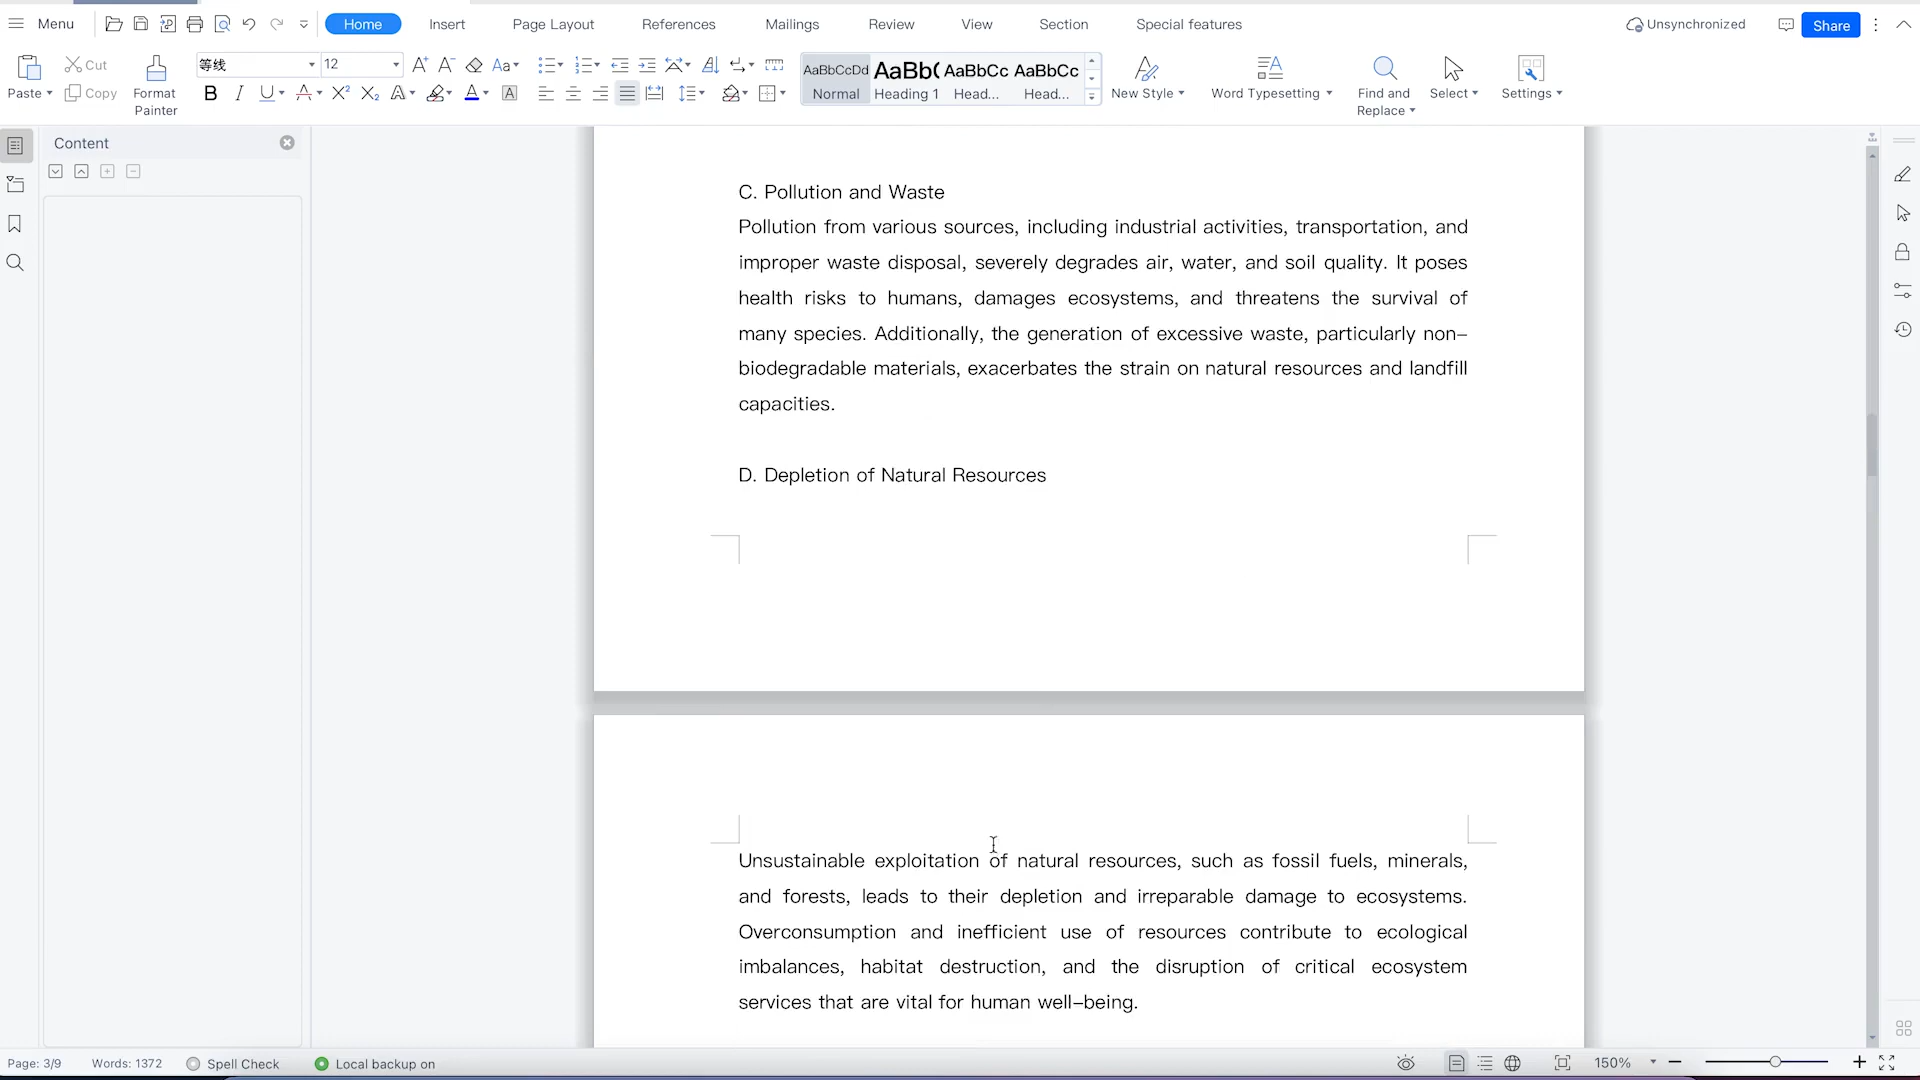 Menu
Home
Insert
Page Layout
References
Mailings
Review
View
Section
Special features
Unsynchronized
Share
Paste
Cut
Copy
Format
Painter
等线
12
AaBbCcDd
Normal
AaBb(
Heading 1
AaBbCc
Head...
AaBbCc
Head...
New Style
Word Typesetting
Find and
Replace
Select
Settings
Content
C. Pollution and Waste
Pollution from various sources, including industrial activities, transportation, and
improper waste disposal, severely degrades air, water, and soil quality. It poses
health risks to humans, damages ecosystems, and threatens the survival of
many species. Additionally, the generation of excessive waste, particularly non–
biodegradable materials, exacerbates the strain on natural resources and landfill
capacities.
D. Depletion of Natural Resources
Unsustainable exploitation of natural resources, such as fossil fuels, minerals,
and forests, leads to their depletion and irreparable damage to ecosystems.
Overconsumption and inefficient use of resources contribute to ecological
imbalances, habitat destruction, and the disruption of critical ecosystem
services that are vital for human well–being.
Page: 3/9
Words: 1372
Spell Check
Local backup on
150%